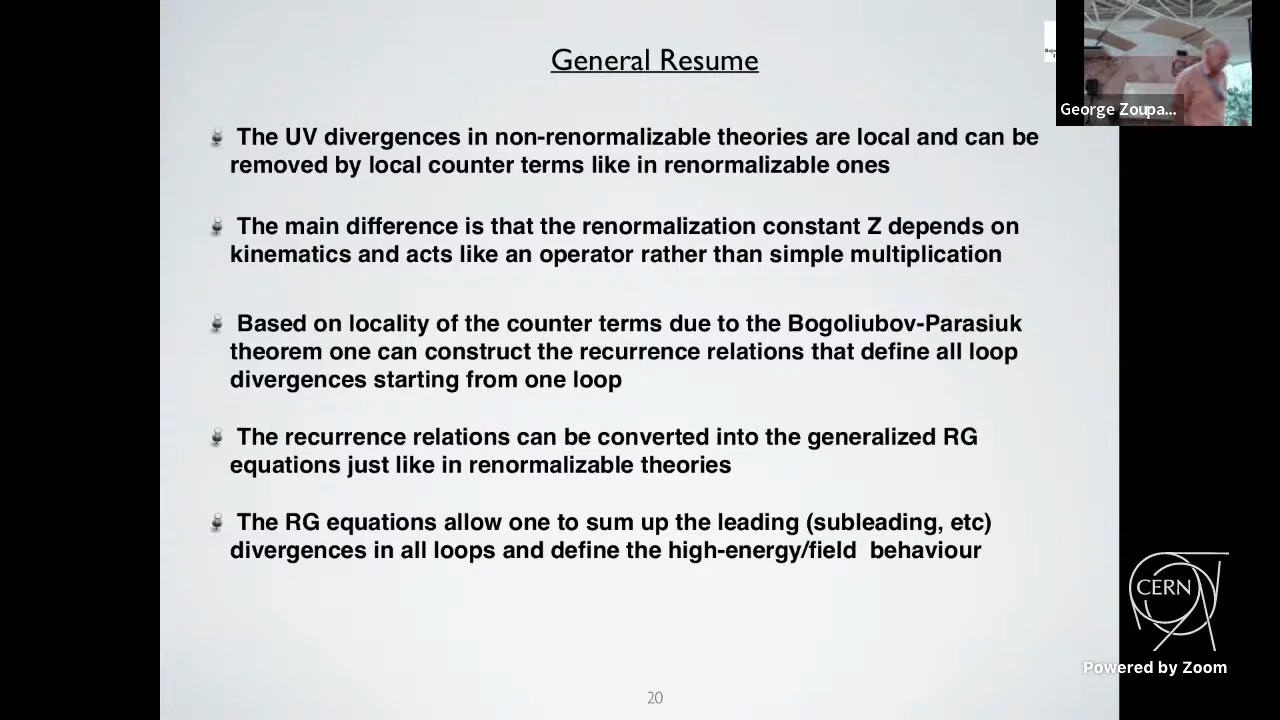 General Resume
The UV divergences in non-renormalizable theories are local and can be
removed by local counter terms like in renormalizable ones
The main difference is that the renormalization constant Z depends on
kinematics and acts like an operator rather than simple multiplication
Based on locality of the counter terms due to the Bogoliubov-Parasiuk
theorem one can construct the recurrence relations that define all loop
divergences starting from one loop
The recurrence relations can be converted into the generalized RG
equations just like in renormalizable theories
The RG equations allow one to sum up the leading (subleading, etc)
divergences in all loops and define the high-energy/field behaviour
20
George Zoupa...
CERN
Powered by Zoom